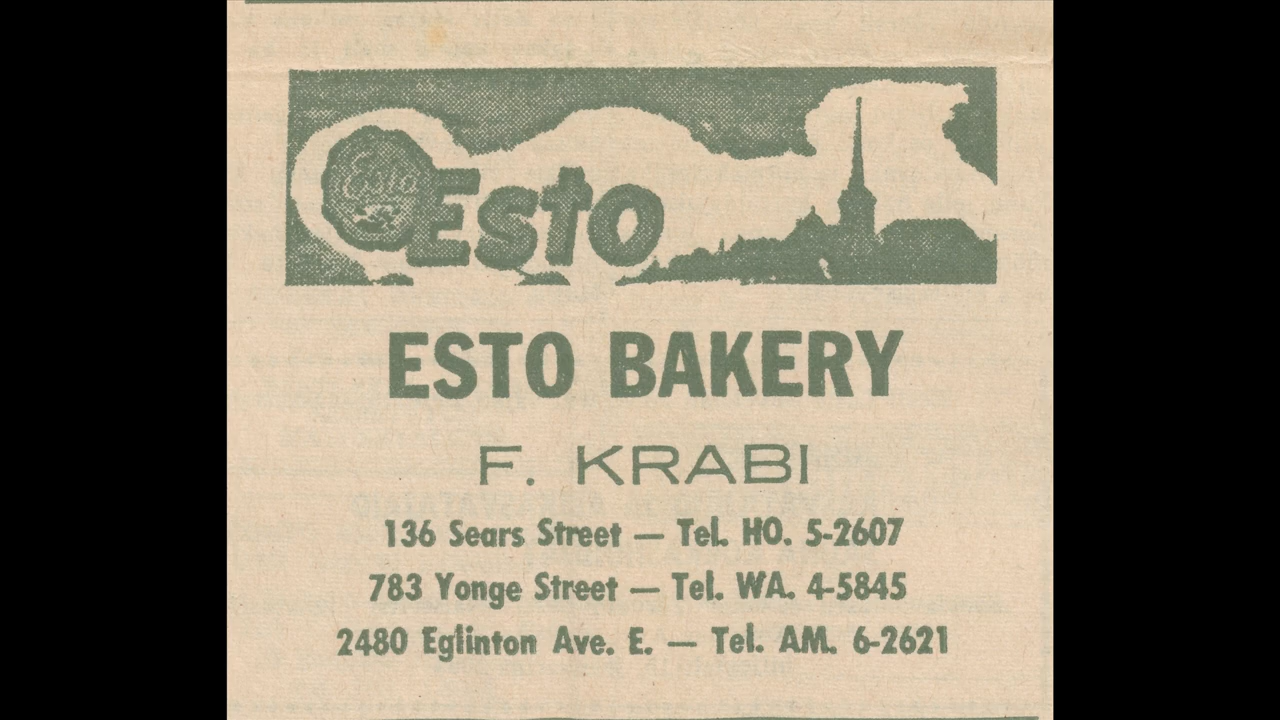 Esto
Esto
ESTO BAKERY
F. KRABI
136 Sears Street — Tel. HO. 5-2607
783 Yonge Street — Tel. WA. 4-5845
2480 Eglinton Ave. E. — Tel. AM. 6-2621